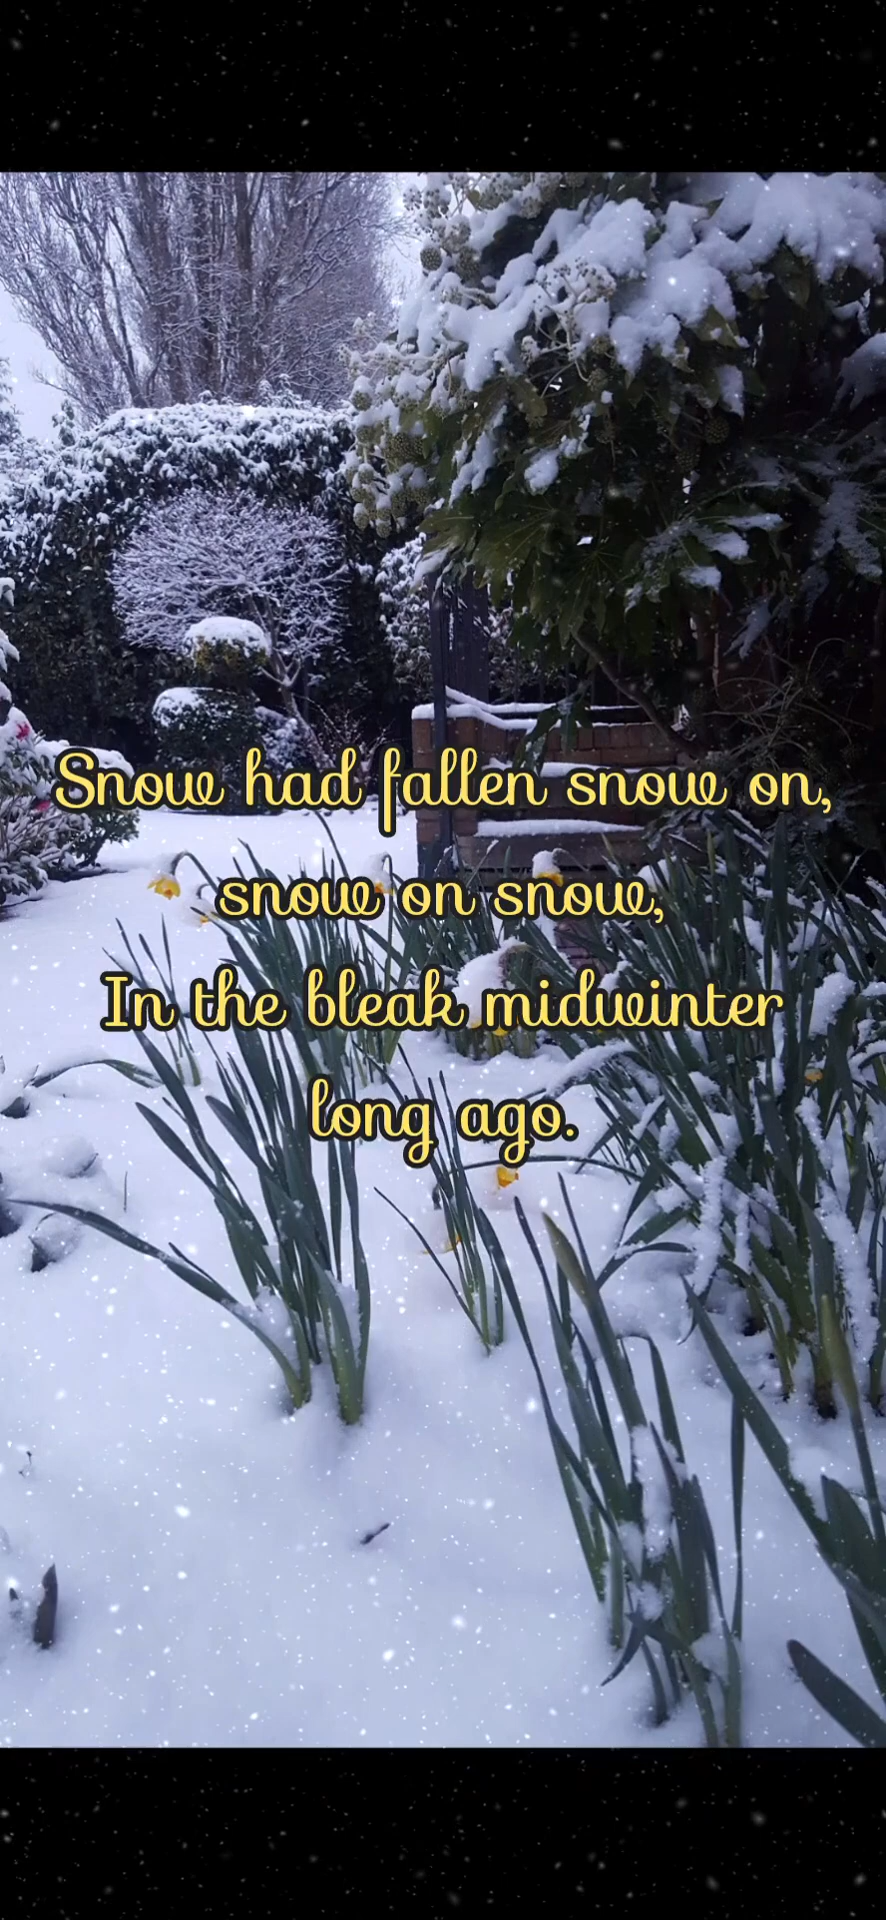 Snow had fallen snow on,
snow on snow,
In the bleak midwinter
long ago.